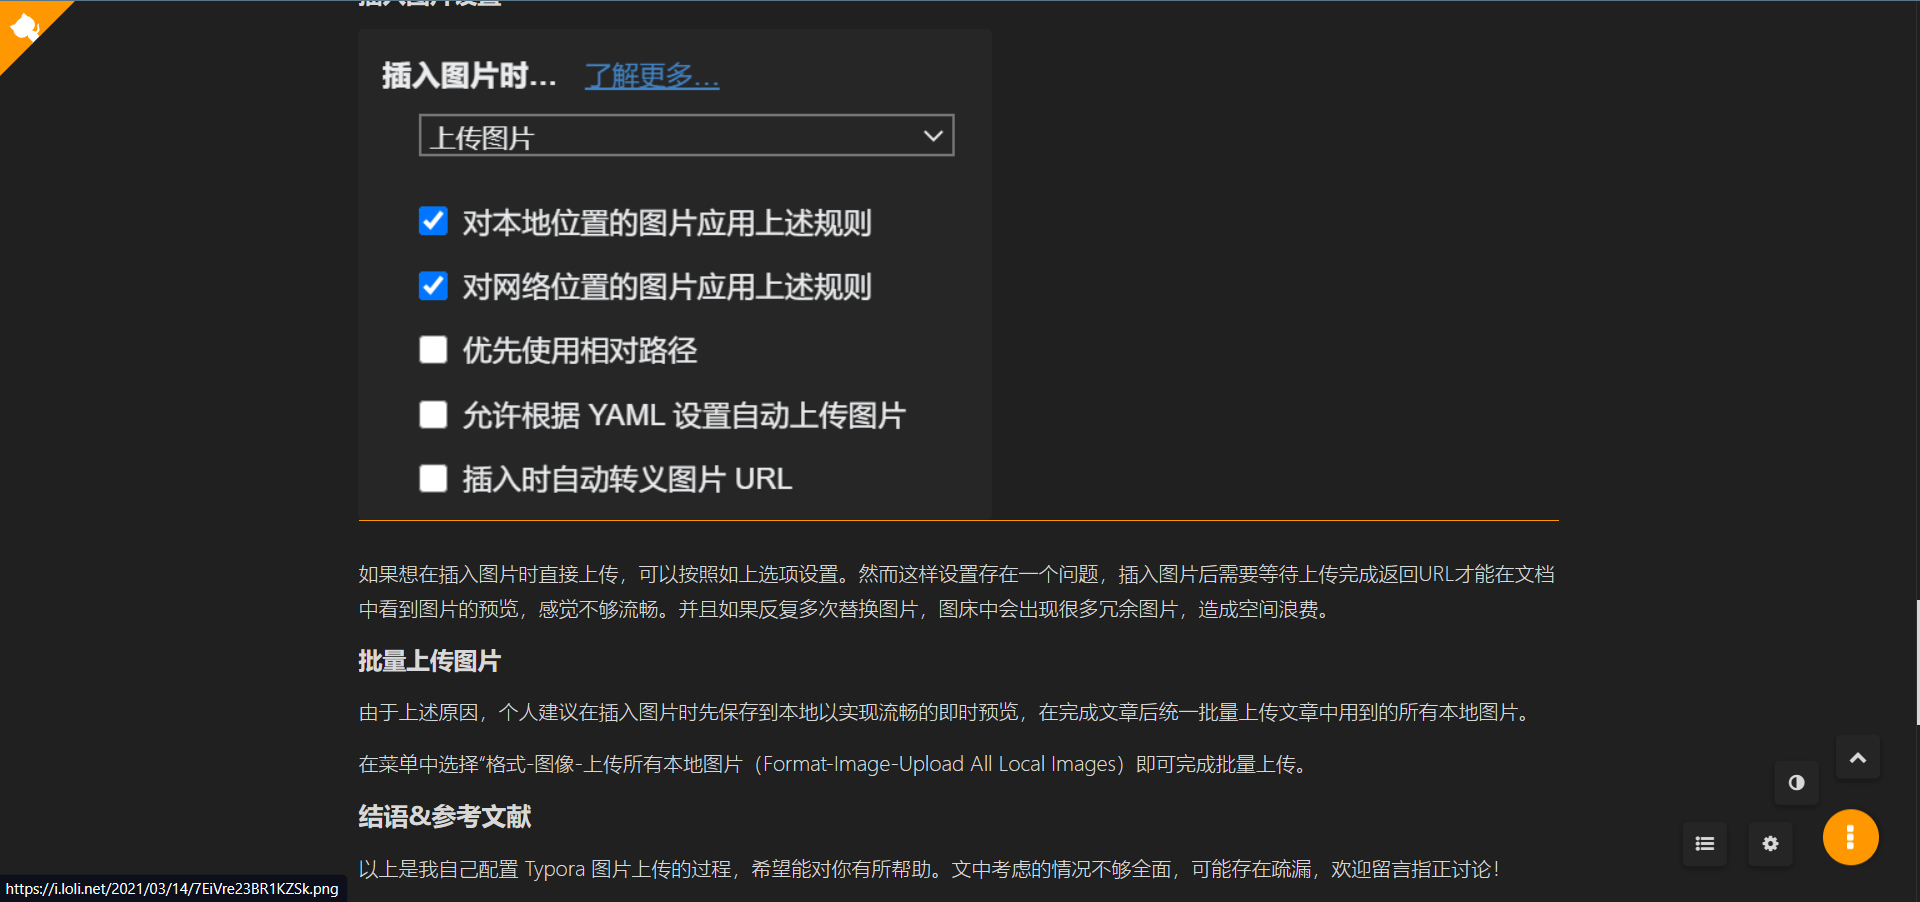 插入图片设置
插入图片时... 了解更多...
上传图片
对本地位置的图片应用上述规则
对网络位置的图片应用上述规则
优先使用相对路径
允许根据 YAML 设置自动上传图片
插入时自动转义图片 URL
如果想在插入图片时直接上传，可以按照如上选项设置。然而这样设置存在一个问题，插入图片后需要等待上传完成返回URL才能在文档
中看到图片的预览，感觉不够流畅。并且如果反复多次替换图片，图床中会出现很多冗余图片，造成空间浪费。
批量上传图片
由于上述原因，个人建议在插入图片时先保存到本地以实现流畅的即时预览，在完成文章后统一批量上传文章中用到的所有本地图片。
在菜单中选择“格式-图像-上传所有本地图片（Format-Image-Upload All Local Images）即可完成批量上传。
结语&参考文献
以上是我自己配置 Typora 图片上传的过程，希望能对你有所帮助。文中考虑的情况不够全面，可能存在疏漏，欢迎留言指正讨论！
https://i.loli.net/2021/03/14/7EiVre23BR1KZSk.png